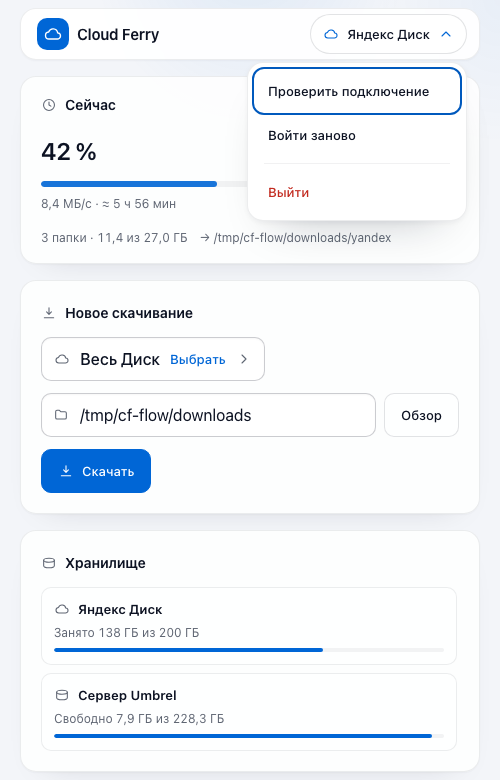 Cloud Ferry
Яндекс Диск
Проверить подключение
Войти заново
Выйти
Сейчас
42 %
8,4 МБ/с · ≈ 5 ч 56 мин
3 папки · 11,4 из 27,0 ГБ → /tmp/cf-flow/downloads/yandex
Новое скачивание
Весь Диск Выбрать
/tmp/cf-flow/downloads
Обзор
Скачать
Хранилище
Яндекс Диск
Занято 138 ГБ из 200 ГБ
Сервер Umbrel
Свободно 7,9 ГБ из 228,3 ГБ